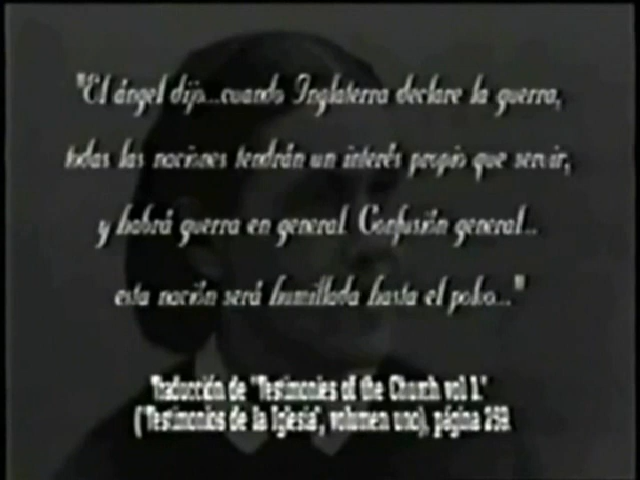 "El ángel dijo...cuando Inglaterra declare la guerra,
todas las naciones tendrán un interés propio que servir,
y habrá guerra en general. Confusión general...
esta nación será humillada hasta el polvo..."
Traducción de "Testimonies of the Church vol 1."
("Testimonios de la Iglesia", volumen uno), página 259.